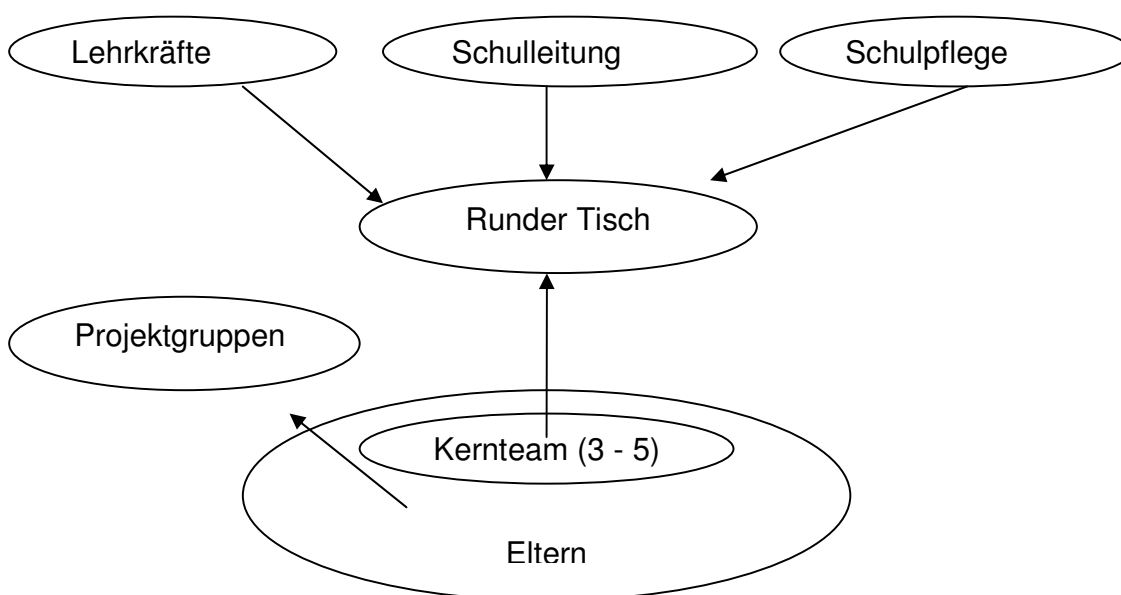 Lehrkräfte
Schulleitung
Schulpflege
Runder Tisch
Projektgruppen
Kernteam (3 - 5)
Eltern